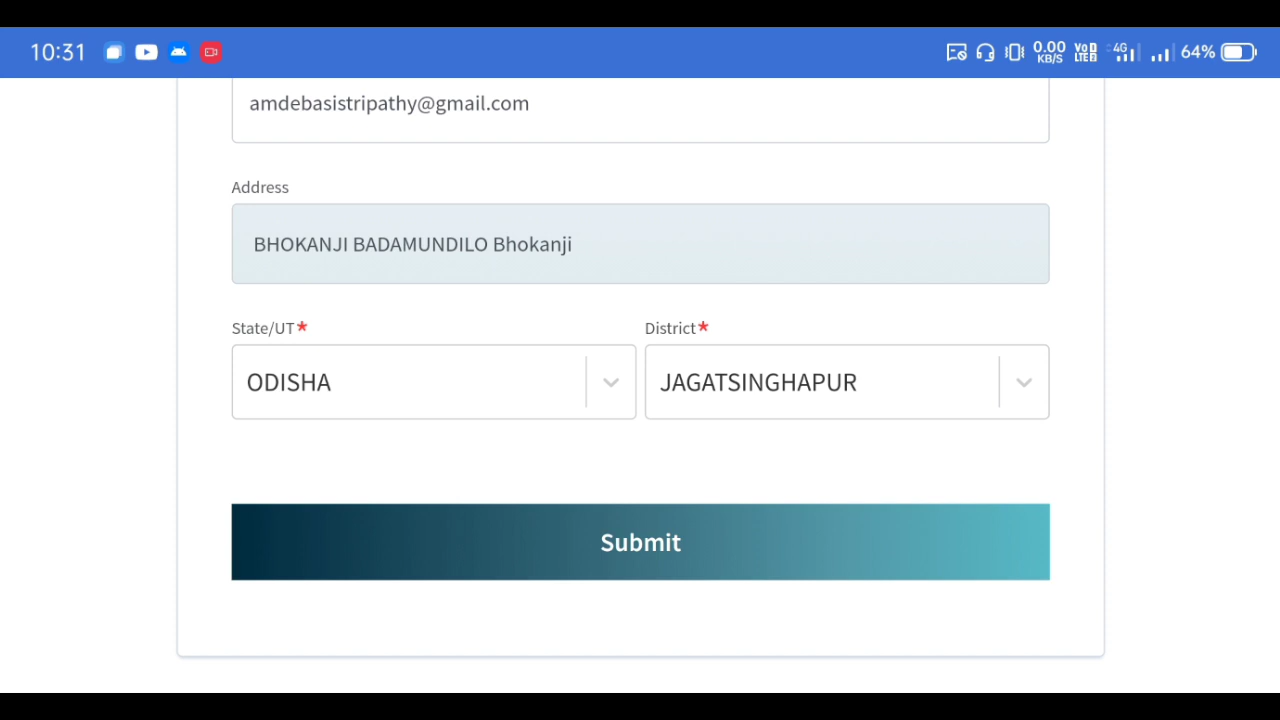 10:31 0.00 KB/S Vo LTE 4G 64%
amdebasistripathy@gmail.com
Address
BHOKANJI BADAMUNDILO Bhokanji
State/UT* District*
ODISHA JAGATSINGHAPUR
Submit